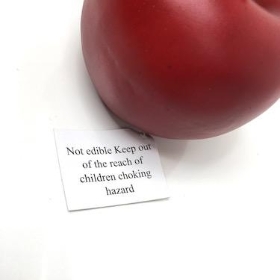 Not edible Keep out
of the reach of
children choking
hazard